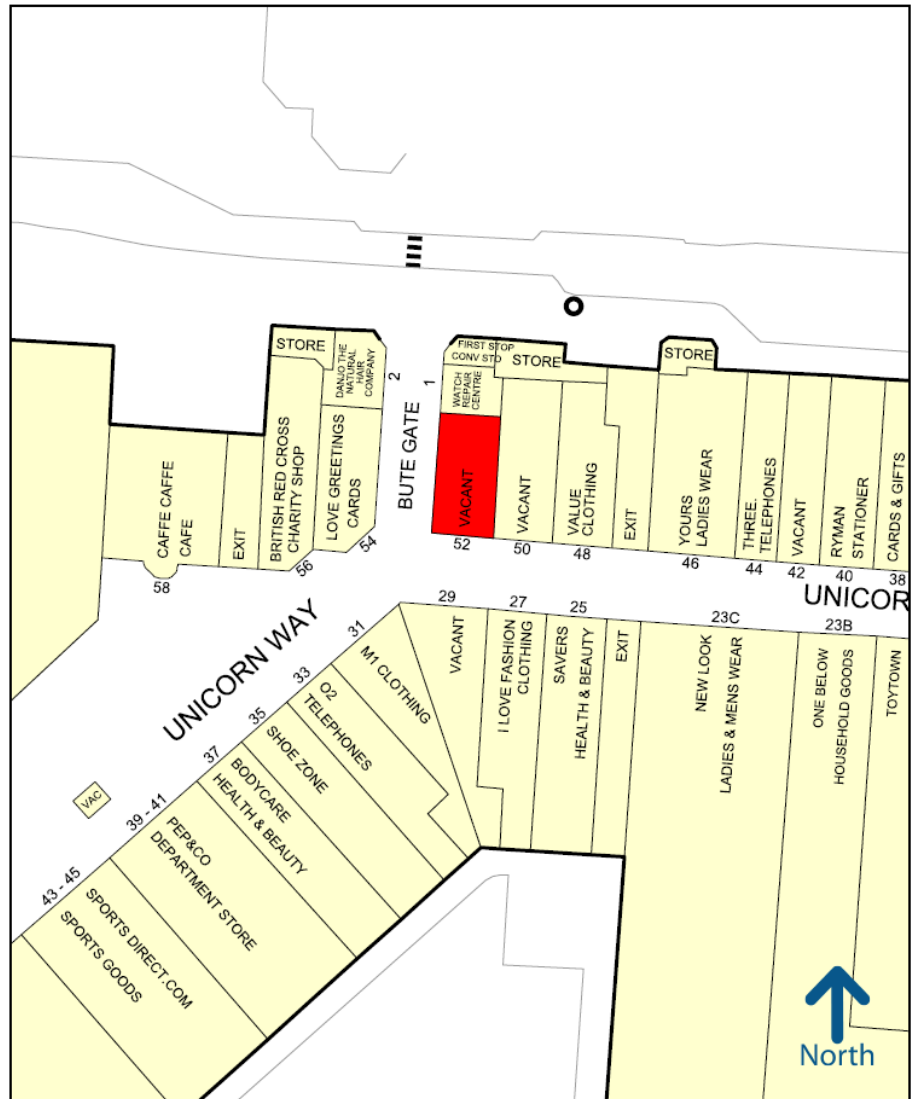 STORE
DANJO THE
NATURAL
HAIR
COMPANY
2
1
FIRST STOP
CONV STO
STORE
STORE
WATCH
REPAIR
CENTRE
BUTE GATE
CAFFE CAFFE
CAFE
58
EXIT
BRITISH RED CROSS
CHARITY SHOP
56
LOVE GREETINGS
CARDS
54
VACANT
52
VACANT
50
VALUE
CLOTHING
48
EXIT
YOURS
LADIES WEAR
46
THREE.
TELEPHONES
44
VACANT
42
RYMAN
STATIONER
40
CARDS & GIFTS
38
UNICOR
UNICORN WAY
29
VACANT
27
I LOVE FASHION
CLOTHING
25
SAVERS
HEALTH & BEAUTY
EXIT
23C
NEW LOOK
LADIES & MENS WEAR
23B
ONE BELOW
HOUSEHOLD GOODS
TOYTOWN
31
M1 CLOTHING
33
O2
TELEPHONES
35
SHOE ZONE
37
BODYCARE
HEALTH & BEAUTY
39 - 41
PEP&CO
DEPARTMENT STORE
43 - 45
SPORTS DIRECT.COM
SPORTS GOODS
VAC
North